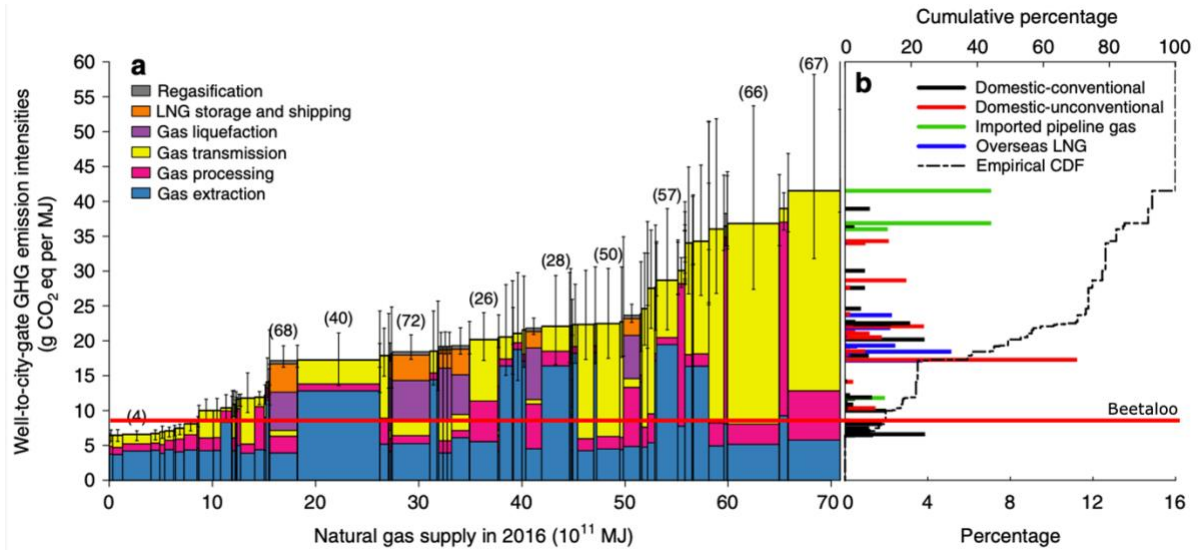 Cumulative percentage
0 20 40 60 80 100
60
55
50
45
40
35
30
25
20
15
10
5
0
Well-to-city-gate GHG emission intensities
(g CO₂ eq per MJ)
a
Regasification
LNG storage and shipping
Gas liquefaction
Gas transmission
Gas processing
Gas extraction
(4)
(68)
(40)
(72)
(26)
(28)
(50)
(57)
(66)
(67)
b
Domestic-conventional
Domestic-unconventional
Imported pipeline gas
Overseas LNG
Empirical CDF
Beetaloo
0 10 20 30 40 50 60 70
0 4 8 12 16
Natural gas supply in 2016 (10¹¹ MJ)
Percentage